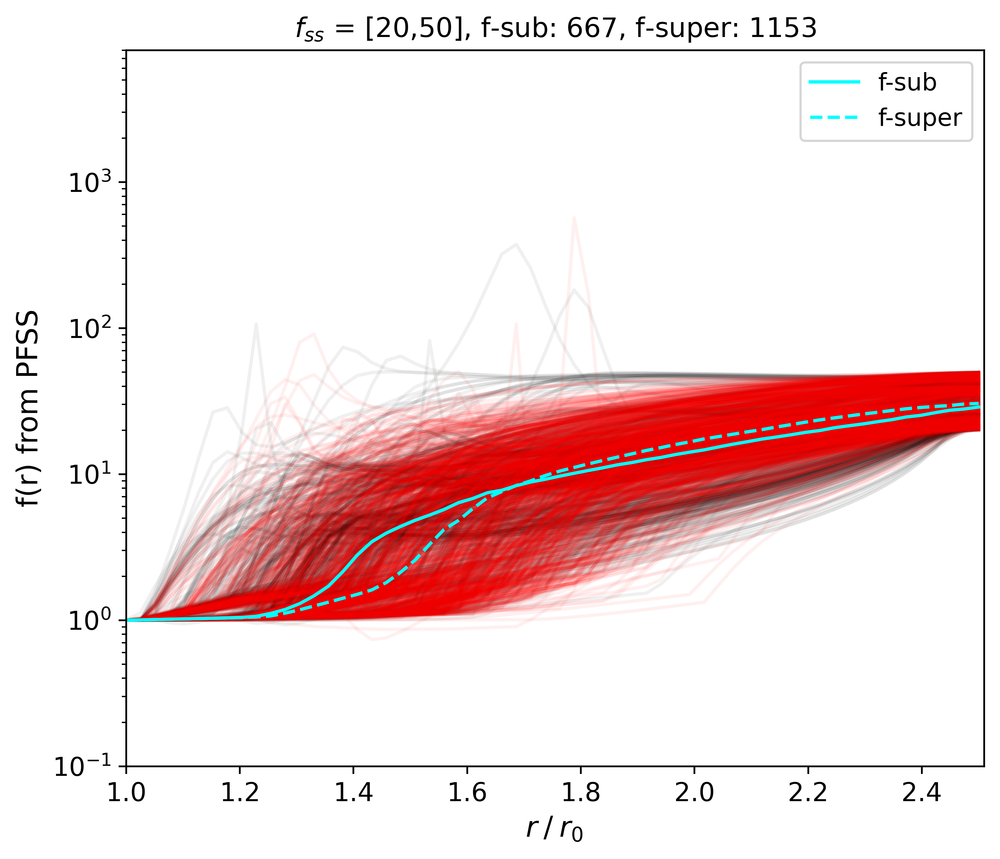 f_ss = [20,50], f-sub: 667, f-super: 1153
f-sub
f-super
f(r) from PFSS
10^3
10^2
10^1
10^0
10^−1
1.0 1.2 1.4 1.6 1.8 2.0 2.2 2.4
r / r_0